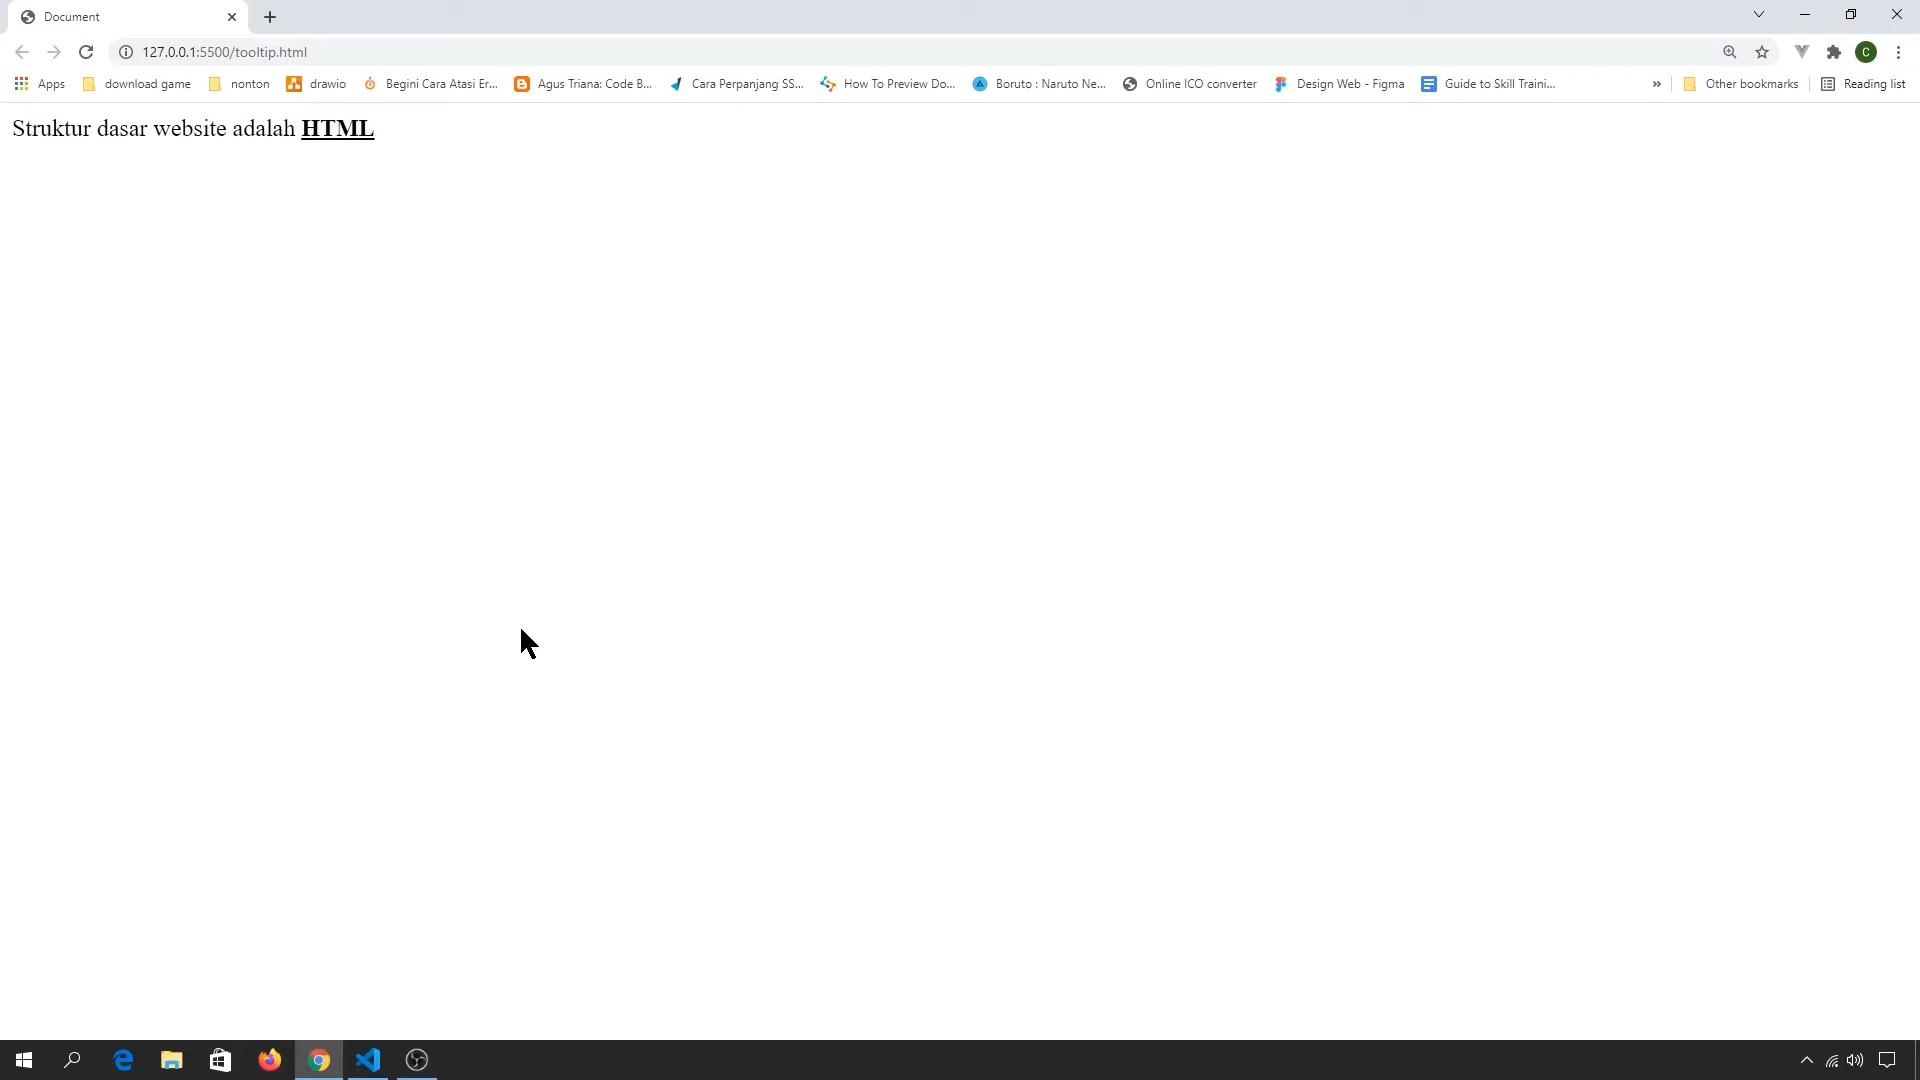 Document
127.0.0.1:5500/tooltip.html
C
Apps download game nonton drawio Begini Cara Atasi Er... Agus Triana: Code B... Cara Perpanjang SS... How To Preview Do... Boruto : Naruto Ne... Online ICO converter Design Web - Figma Guide to Skill Traini... » Other bookmarks Reading list
Struktur dasar website adalah HTML